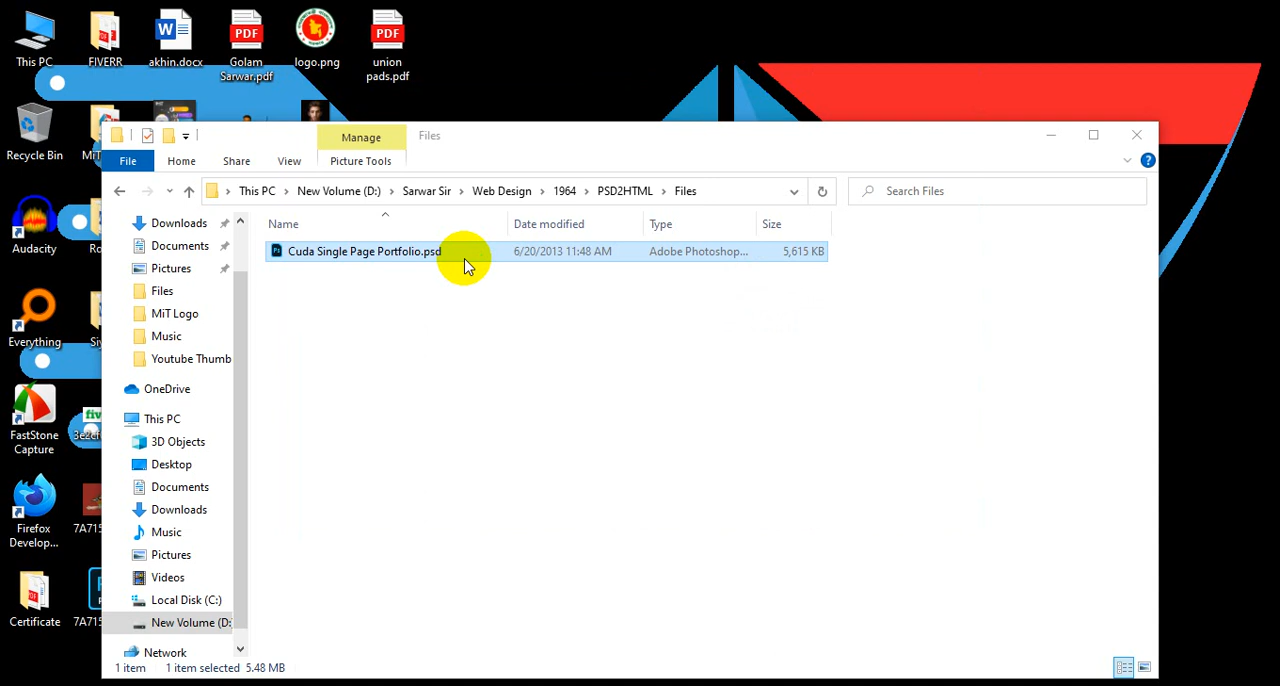 This PC
FIVERR
akhin.docx
Golam
Sarwar.pdf
logo.png
union
pads.pdf
Recycle Bin
Audacity
Everything
FastStone
Capture
Firefox
Develop...
Certificate
Manage
Files
File
Home
Share
View
Picture Tools
This PC
New Volume (D:)
Sarwar Sir
Web Design
1964
PSD2HTML
Files
Search Files
Name
Date modified
Type
Size
Cuda Single Page Portfolio.psd
6/20/2013 11:48 AM
Adobe Photoshop...
5,615 KB
Downloads
Documents
Pictures
Files
MiT Logo
Music
Youtube Thumb
OneDrive
This PC
3D Objects
Desktop
Documents
Downloads
Music
Pictures
Videos
Local Disk (C:)
New Volume (D:
Network
1 item
1 item selected
5.48 MB